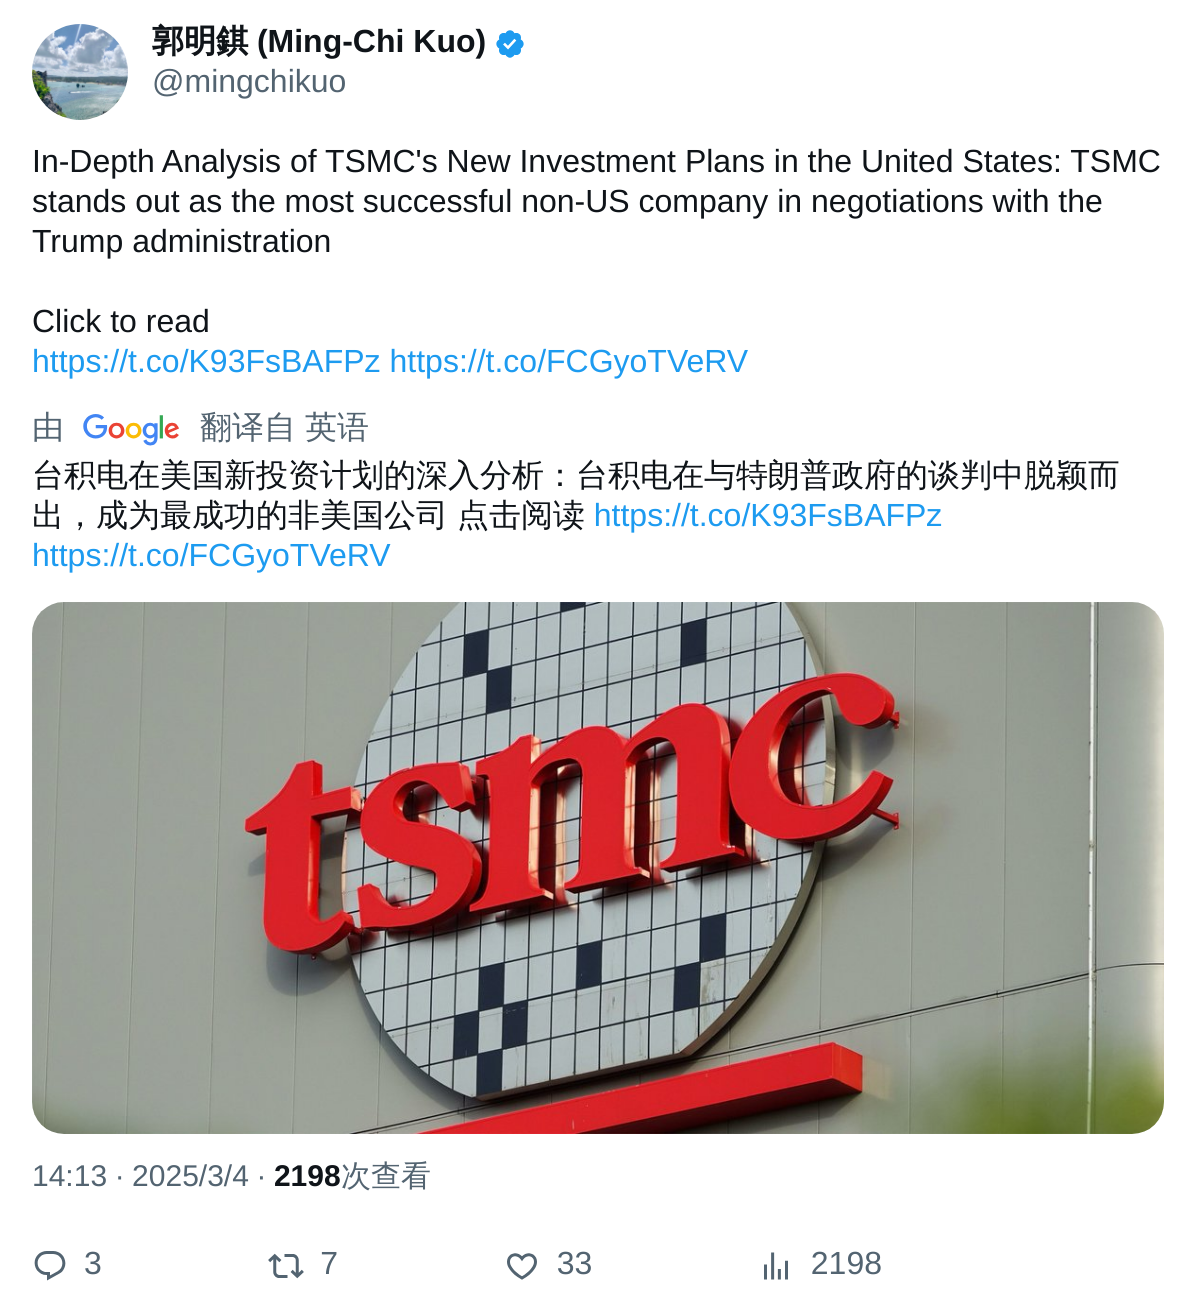 郭明錤 (Ming-Chi Kuo)
@mingchikuo
In-Depth Analysis of TSMC's New Investment Plans in the United States: TSMC
stands out as the most successful non-US company in negotiations with the
Trump administration
Click to read
https://t.co/K93FsBAFPz https://t.co/FCGyoTVeRV
由 Google 翻译自 英语
台积电在美国新投资计划的深入分析：台积电在与特朗普政府的谈判中脱颖而
出，成为最成功的非美国公司 点击阅读 https://t.co/K93FsBAFPz
https://t.co/FCGyoTVeRV
tsmc
14:13 · 2025/3/4 · 2198次查看
3 7 33 2198